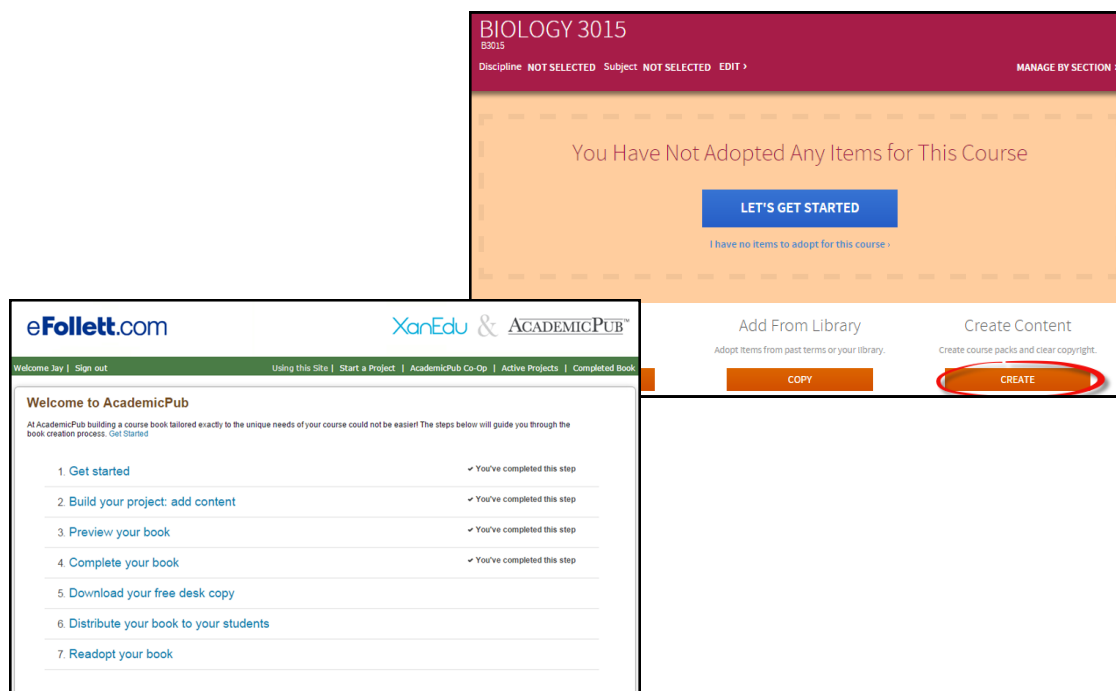 BIOLOGY 3015
B3015
Discipline NOT SELECTED Subject NOT SELECTED EDIT ›
MANAGE BY SECTION ›
You Have Not Adopted Any Items for This Course
LET'S GET STARTED
I have no items to adopt for this course ›
Add From Library
Create Content
Adopt items from past terms or your library.
Create course packs and clear copyright.
COPY
CREATE
eFollett.com
XanEdu & ACADEMICPUB™
Welcome Jay | Sign out
Using this Site | Start a Project | AcademicPub Co-Op | Active Projects | Completed Book
Welcome to AcademicPub
At AcademicPub building a course book tailored exactly to the unique needs of your course could not be easier! The steps below will guide you through the
book creation process. Get Started
1. Get started ✔ You've completed this step
2. Build your project: add content ✔ You've completed this step
3. Preview your book ✔ You've completed this step
4. Complete your book ✔ You've completed this step
5. Download your free desk copy
6. Distribute your book to your students
7. Readopt your book